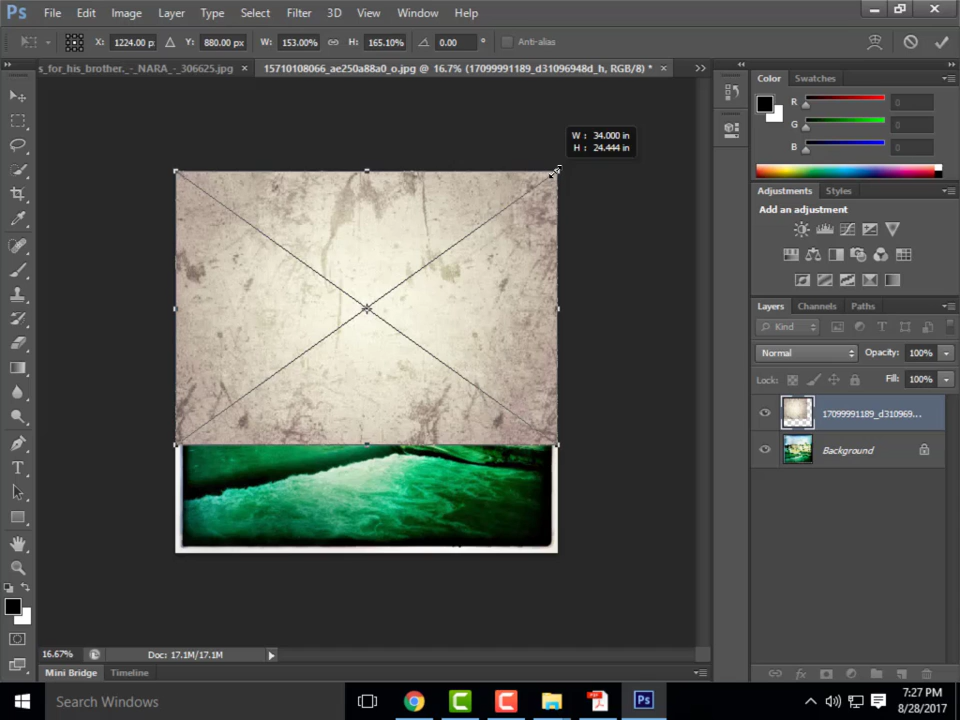 Ps File Edit Image Layer Type Select Filter 3D View Window Help
X: 1224.00 p Y: 880.00 px W: 153.00% H: 165.10% 0.00 ° Anti-alias
s_for_his_brother._-_NARA_-_306625.jpg × 15710108066_ae250a88a0_o.jpg @ 16.7% (17099991189_d31096948d_h, RGB/8) * ×
W : 34.000 in
H : 24.444 in
Color Swatches
R 0
G 0
B 0
Adjustments Styles
Add an adjustment
Layers Channels Paths
Kind
Normal Opacity: 100%
Lock: Fill: 100%
17099991189_d310969...
Background
16.67% Doc: 17.1M/17.1M
Mini Bridge Timeline
Search Windows
Ps
7:27 PM
8/28/2017